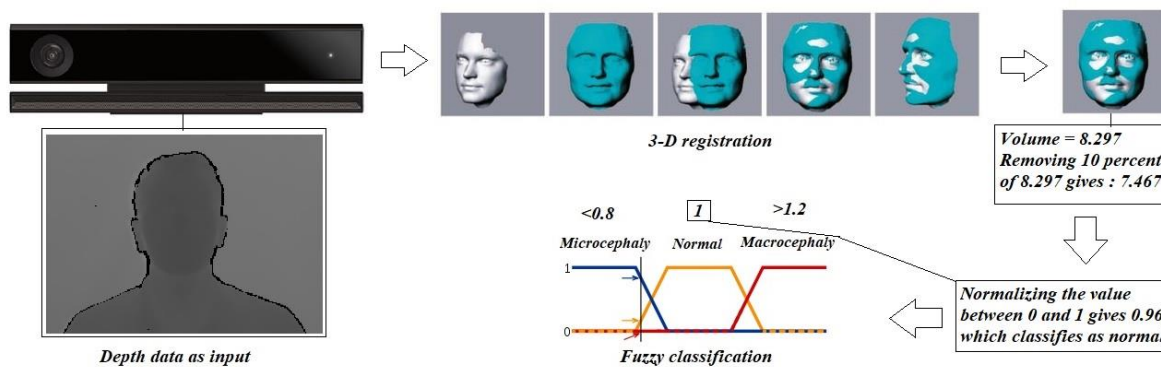 3-D registration
Volume = 8.297
Removing 10 percent
of 8.297 gives : 7.467
<0.8
1
>1.2
Microcephaly
Normal
Macrocephaly
1
0
Normalizing the value
between 0 and 1 gives 0.96
which classifies as normal
Depth data as input
Fuzzy classification